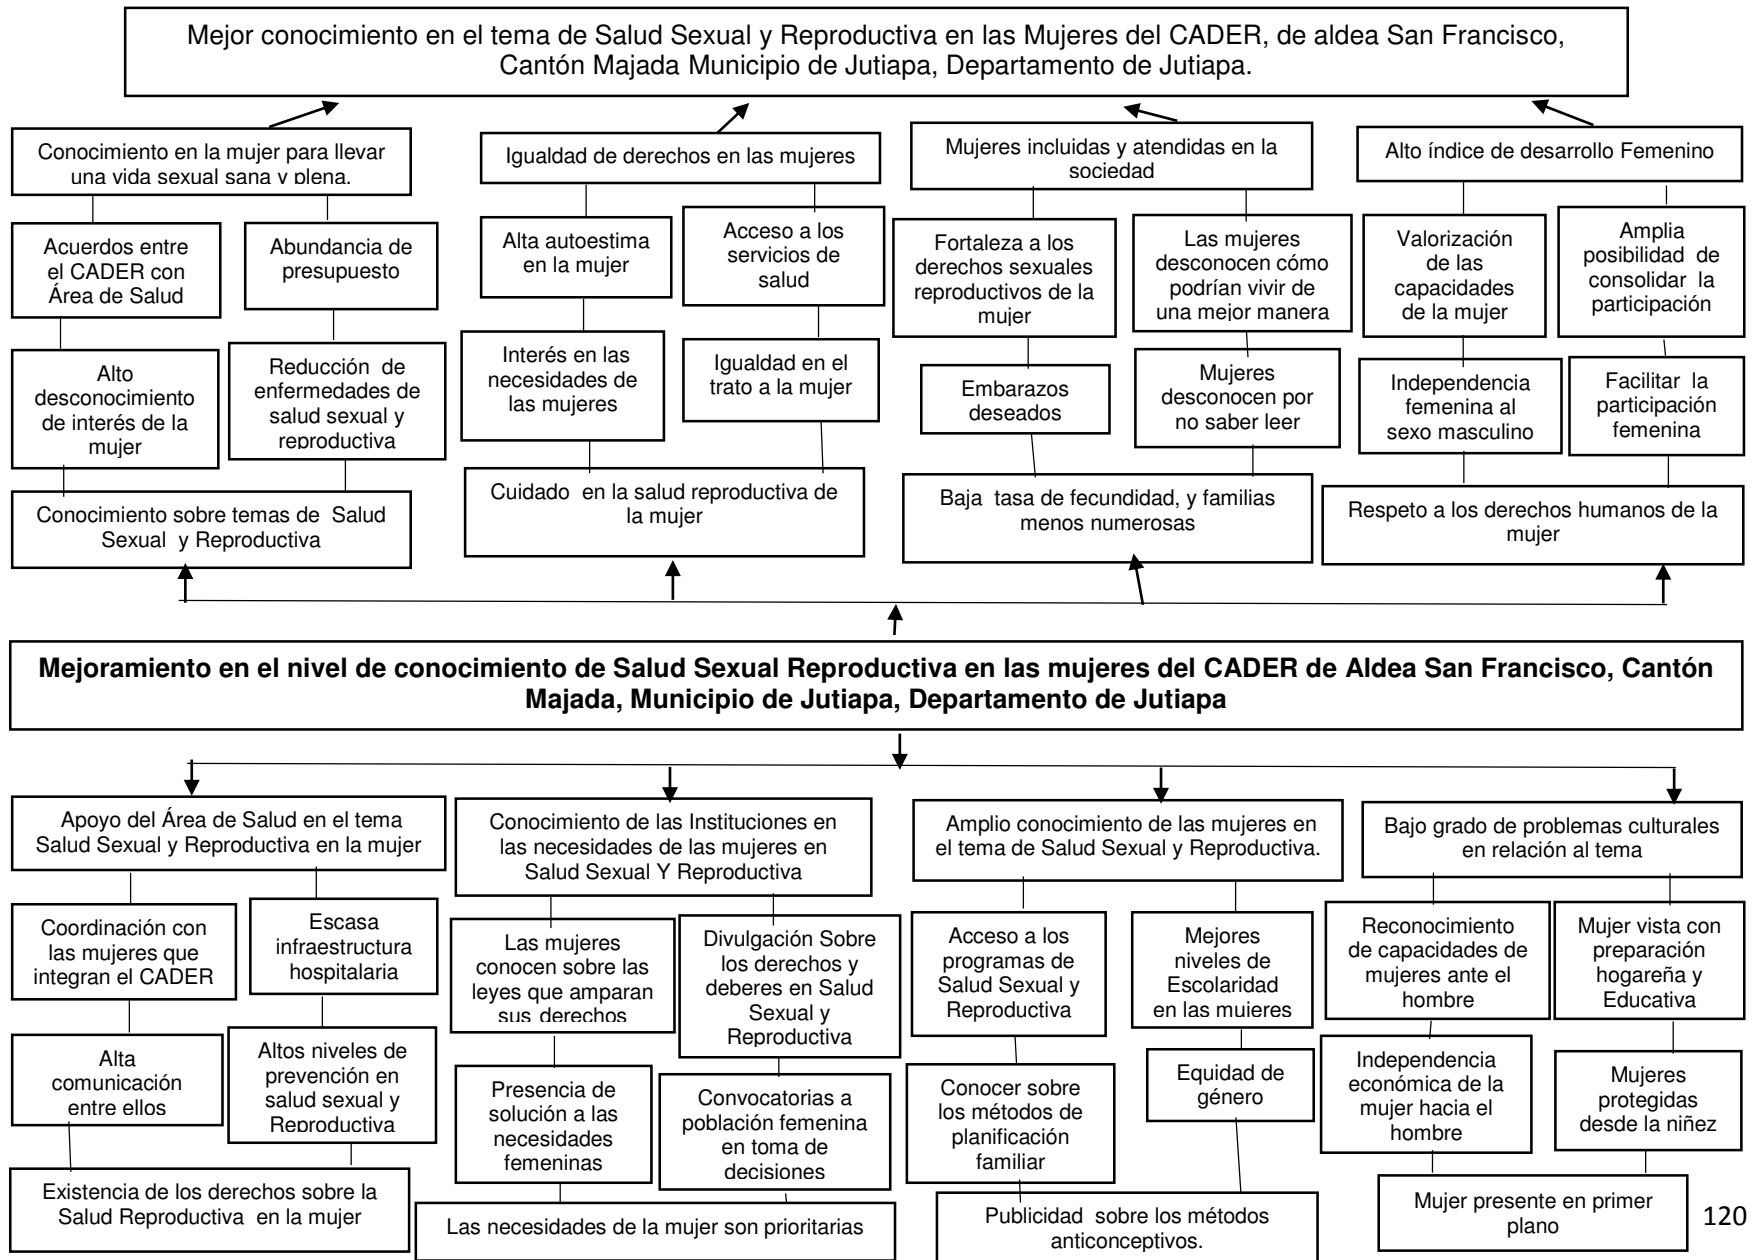 Mejor conocimiento en el tema de Salud Sexual y Reproductiva en las Mujeres del CADER, de aldea San Francisco,
Cantón Majada Municipio de Jutiapa, Departamento de Jutiapa.
Conocimiento en la mujer para llevar
una vida sexual sana y plena.
Igualdad de derechos en las mujeres
Mujeres incluidas y atendidas en la
sociedad
Alto índice de desarrollo Femenino
Acuerdos entre
el CADER con
Área de Salud
Abundancia de
presupuesto
Alta autoestima
en la mujer
Acceso a los
servicios de
salud
Fortaleza a los
derechos sexuales
reproductivos de la
mujer
Las mujeres
desconocen cómo
podrían vivir de
una mejor manera
Valorización
de las
capacidades
de la mujer
Amplia
posibilidad de
consolidar la
participación
Alto
desconocimiento
de interés de la
mujer
Reducción de
enfermedades de
salud sexual y
reproductiva
Interés en las
necesidades de
las mujeres
Igualdad en el
trato a la mujer
Embarazos
deseados
Mujeres
desconocen por
no saber leer
Independencia
femenina al
sexo masculino
Facilitar la
participación
femenina
Conocimiento sobre temas de Salud
Sexual y Reproductiva
Cuidado en la salud reproductiva de
la mujer
Baja tasa de fecundidad, y familias
menos numerosas
Respeto a los derechos humanos de la
mujer
Mejoramiento en el nivel de conocimiento de Salud Sexual Reproductiva en las mujeres del CADER de Aldea San Francisco, Cantón
Majada, Municipio de Jutiapa, Departamento de Jutiapa
Apoyo del Área de Salud en el tema
Salud Sexual y Reproductiva en la mujer
Conocimiento de las Instituciones en
las necesidades de las mujeres en
Salud Sexual Y Reproductiva
Amplio conocimiento de las mujeres en
el tema de Salud Sexual y Reproductiva.
Bajo grado de problemas culturales
en relación al tema
Coordinación con
las mujeres que
integran el CADER
Escasa
infraestructura
hospitalaria
Las mujeres
conocen sobre las
leyes que amparan
sus derechos
Divulgación Sobre
los derechos y
deberes en Salud
Sexual y
Reproductiva
Acceso a los
programas de
Salud Sexual y
Reproductiva
Mejores
niveles de
Escolaridad
en las mujeres
Reconocimiento
de capacidades de
mujeres ante el
hombre
Mujer vista con
preparación
hogareña y
Educativa
Alta
comunicación
entre ellos
Altos niveles de
prevención en
salud sexual y
Reproductiva
Presencia de
solución a las
necesidades
femeninas
Convocatorias a
población femenina
en toma de
decisiones
Conocer sobre
los métodos de
planificación
familiar
Equidad de
género
Independencia
económica de la
mujer hacia el
hombre
Mujeres
protegidas
desde la niñez
Existencia de los derechos sobre la
Salud Reproductiva en la mujer
Las necesidades de la mujer son prioritarias
Publicidad sobre los métodos
anticonceptivos.
Mujer presente en primer
plano
120